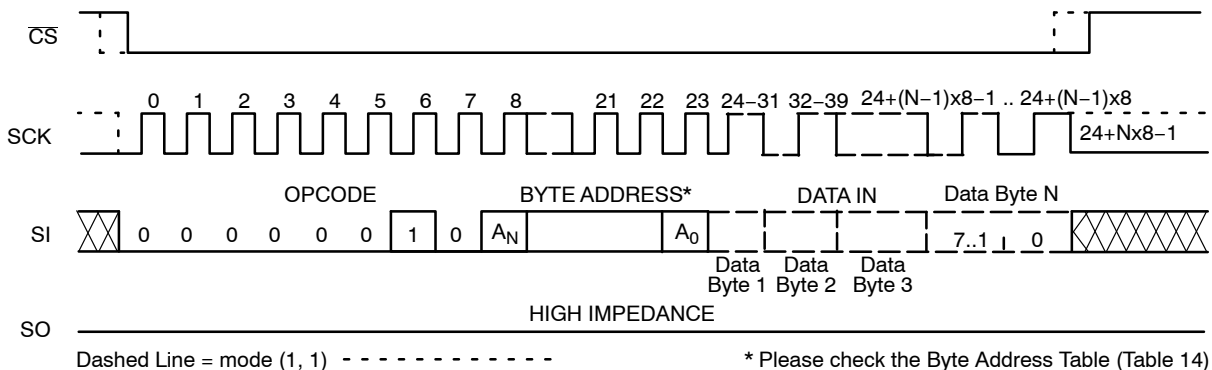 CS
0 1 2 3 4 5 6 7 8 21 22 23 24−31 32−39 24+(N−1)x8−1 .. 24+(N−1)x8
SCK
24+Nx8−1
OPCODE BYTE ADDRESS* DATA IN Data Byte N
SI
0 0 0 0 0 0 1 0 AN A0 7..1 0
Data Byte 1
Data Byte 2
Data Byte 3
HIGH IMPEDANCE
SO
Dashed Line = mode (1, 1)
* Please check the Byte Address Table (Table 14)